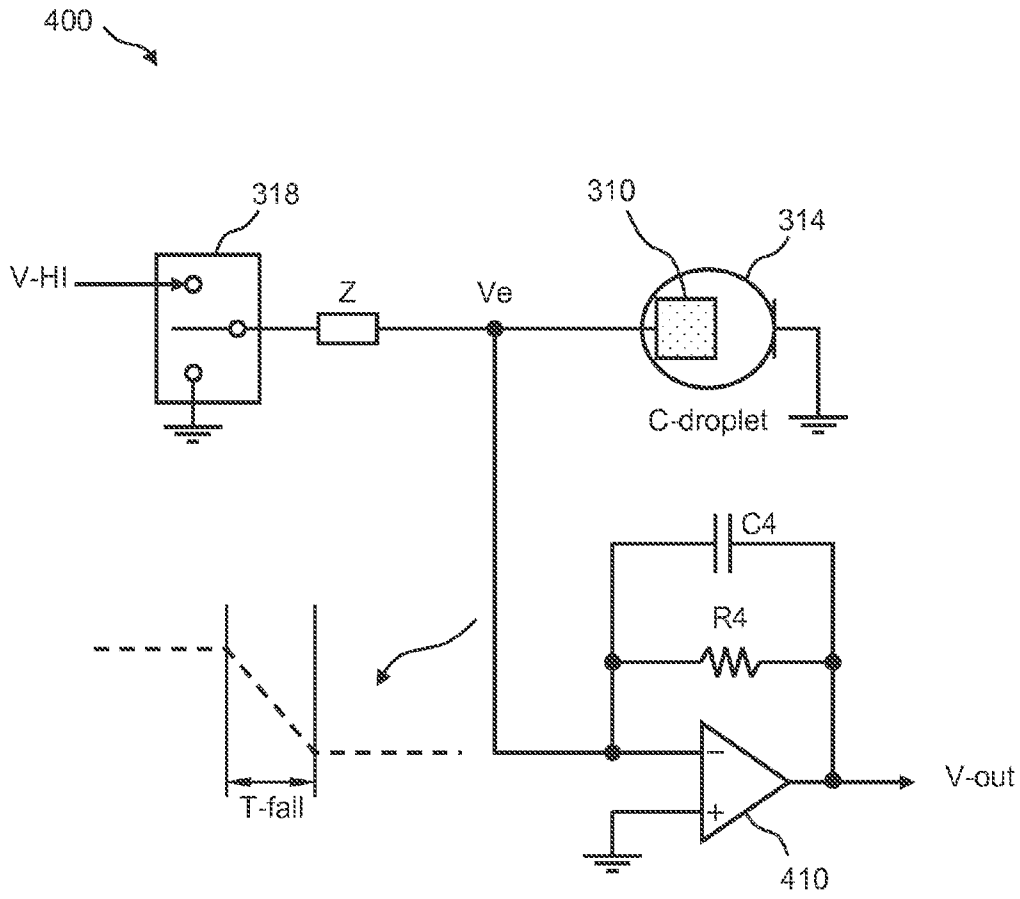 400
318
310
314
V-HI
Z
Ve
C-droplet
C4
R4
T-fall
−
+
V-out
410